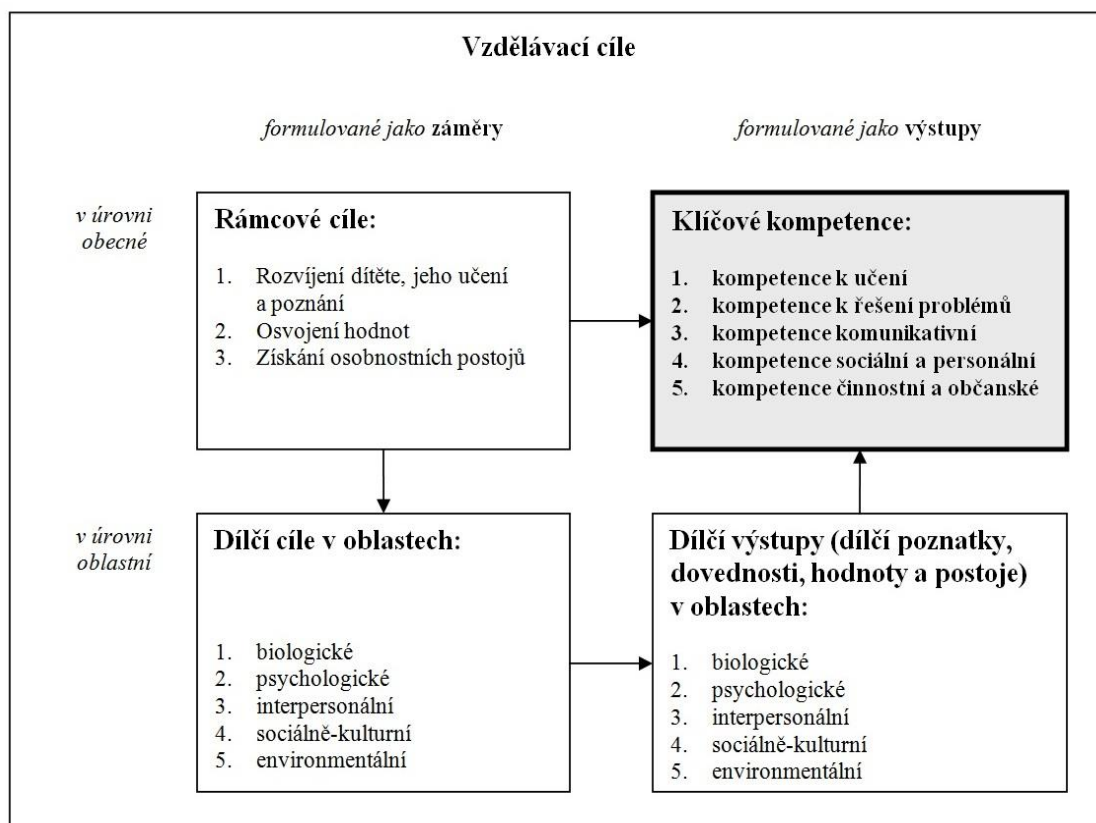 Vzdělávací cíle
formulované jako záměry
formulované jako výstupy
v úrovni
obecné
Rámcové cíle:
1. Rozvíjení dítěte, jeho učení
a poznání
2. Osvojení hodnot
3. Získání osobnostních postojů
Klíčové kompetence:
1. kompetence k učení
2. kompetence k řešení problémů
3. kompetence komunikativní
4. kompetence sociální a personální
5. kompetence činnostní a občanské
v úrovni
oblastní
Dílčí cíle v oblastech:
1. biologické
2. psychologické
3. interpersonální
4. sociálně-kulturní
5. environmentální
Dílčí výstupy (dílčí poznatky,
dovednosti, hodnoty a postoje)
v oblastech:
1. biologické
2. psychologické
3. interpersonální
4. sociálně-kulturní
5. environmentální